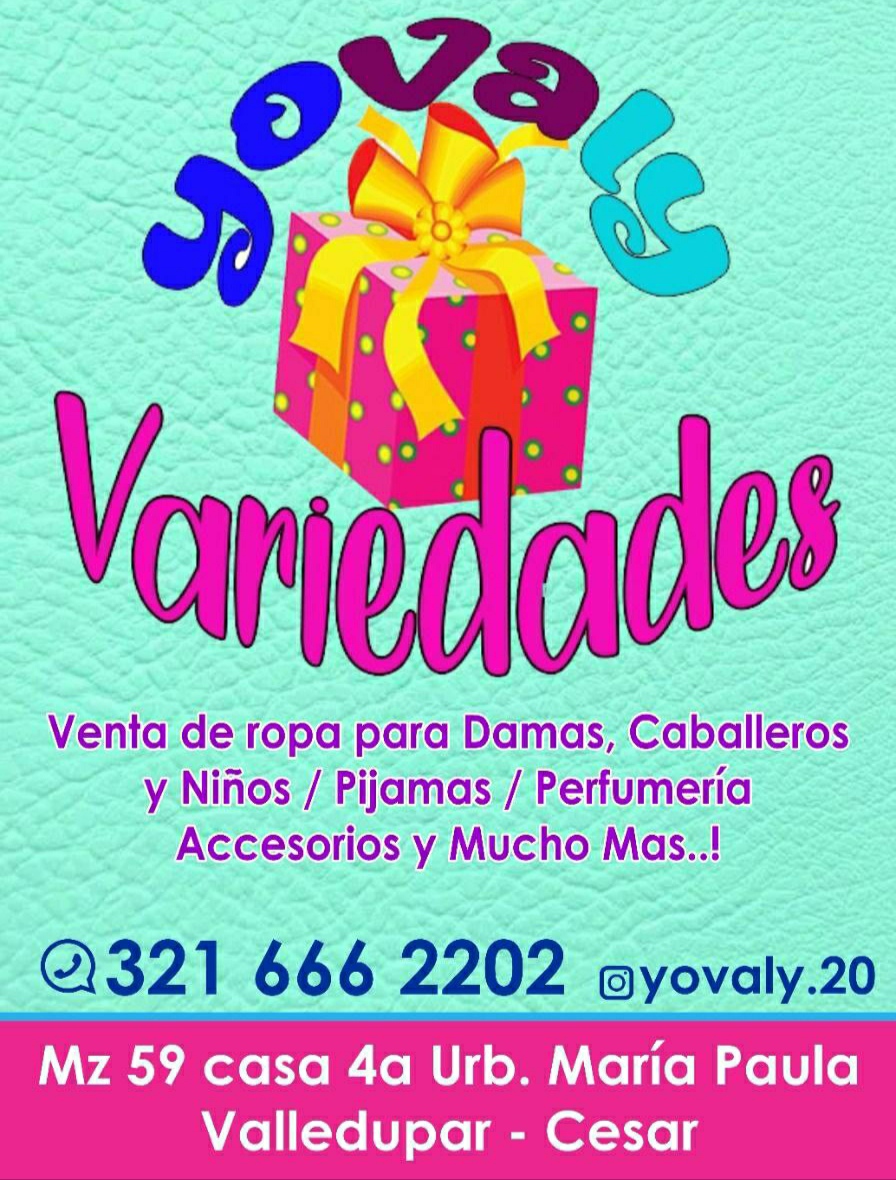 yovaly
Variedades
Venta de ropa para Damas, Caballeros
y Niños / Pijamas / Perfumería
Accesorios y Mucho Mas..!
321 666 2202
yovaly.20
Mz 59 casa 4a Urb. María Paula
Valledupar - Cesar